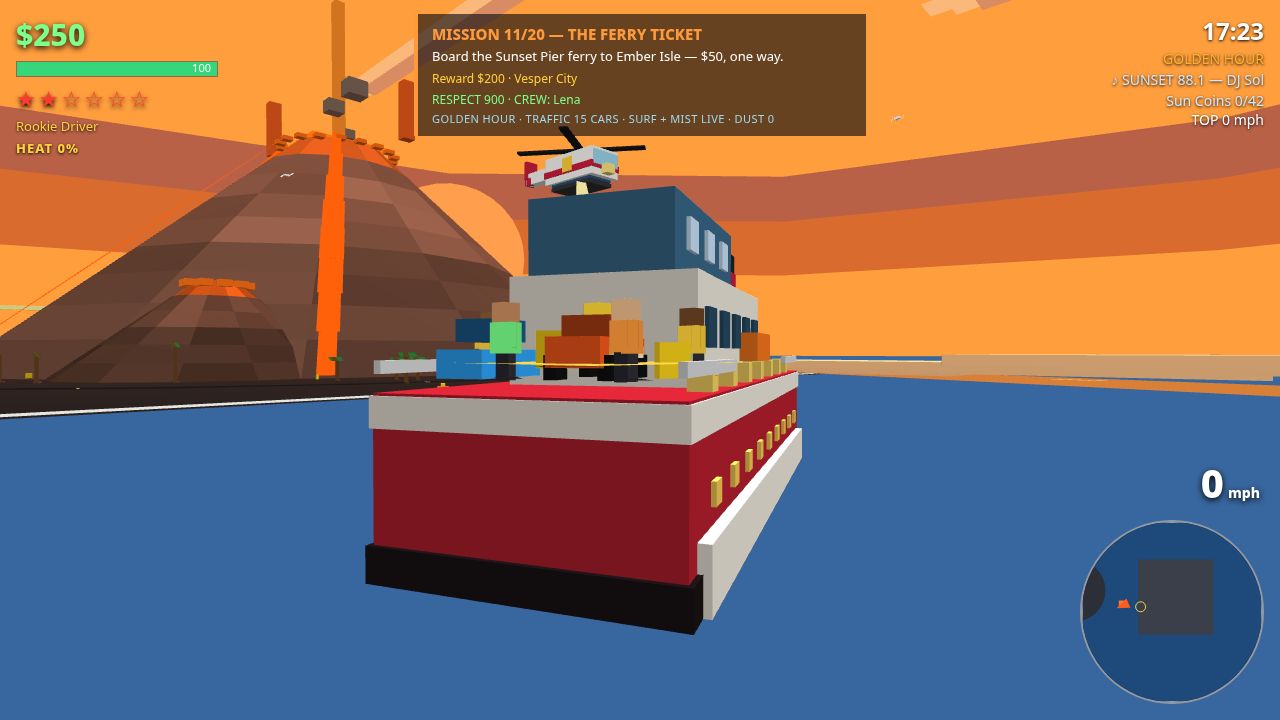 $250
100
Rookie Driver
HEAT 0%
MISSION 11/20 — THE FERRY TICKET
Board the Sunset Pier ferry to Ember Isle — $50, one way.
Reward $200 · Vesper City
RESPECT 900 · CREW: Lena
GOLDEN HOUR · TRAFFIC 15 CARS · SURF + MIST LIVE · DUST 0
17:23
GOLDEN HOUR
♪ SUNSET 88.1 — DJ Sol
Sun Coins 0/42
TOP 0 mph
0 mph